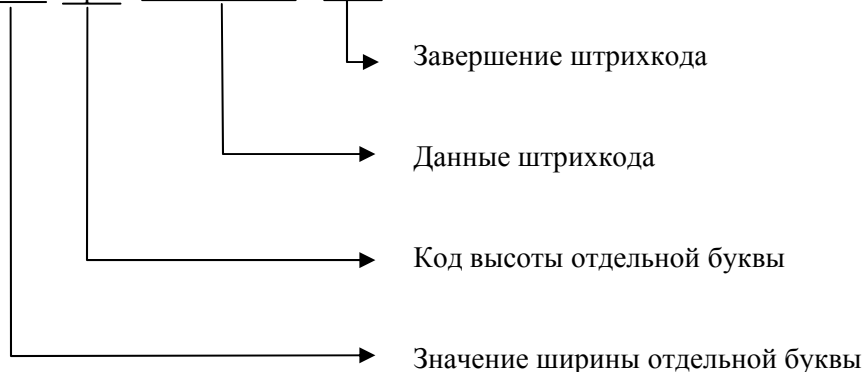 Завершение штрихкода
Данные штрихкода
Код высоты отдельной буквы
Значение ширины отдельной буквы